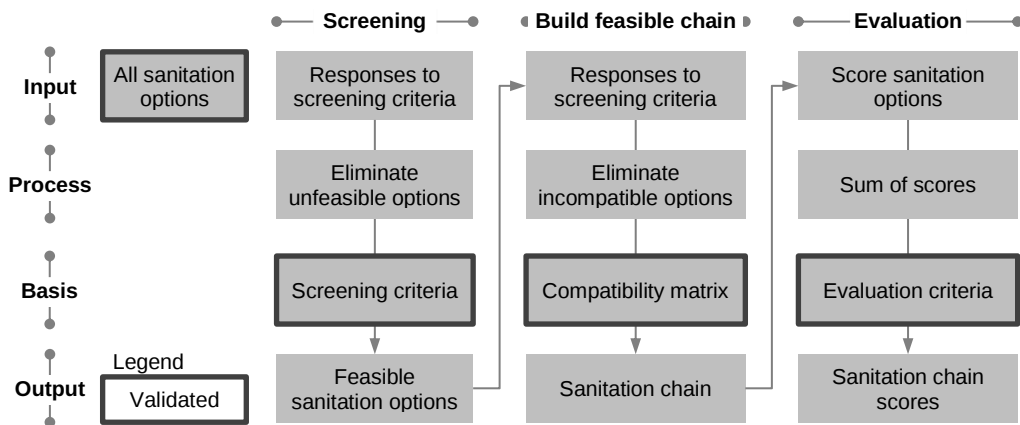 Screening
Build feasible chain
Evaluation
Input
All sanitation
options
Responses to
screening criteria
Responses to
screening criteria
Score sanitation
options
Process
Eliminate
unfeasible options
Eliminate
incompatible options
Sum of scores
Basis
Screening criteria
Compatibility matrix
Evaluation criteria
Output
Legend
Validated
Feasible
sanitation options
Sanitation chain
Sanitation chain
scores